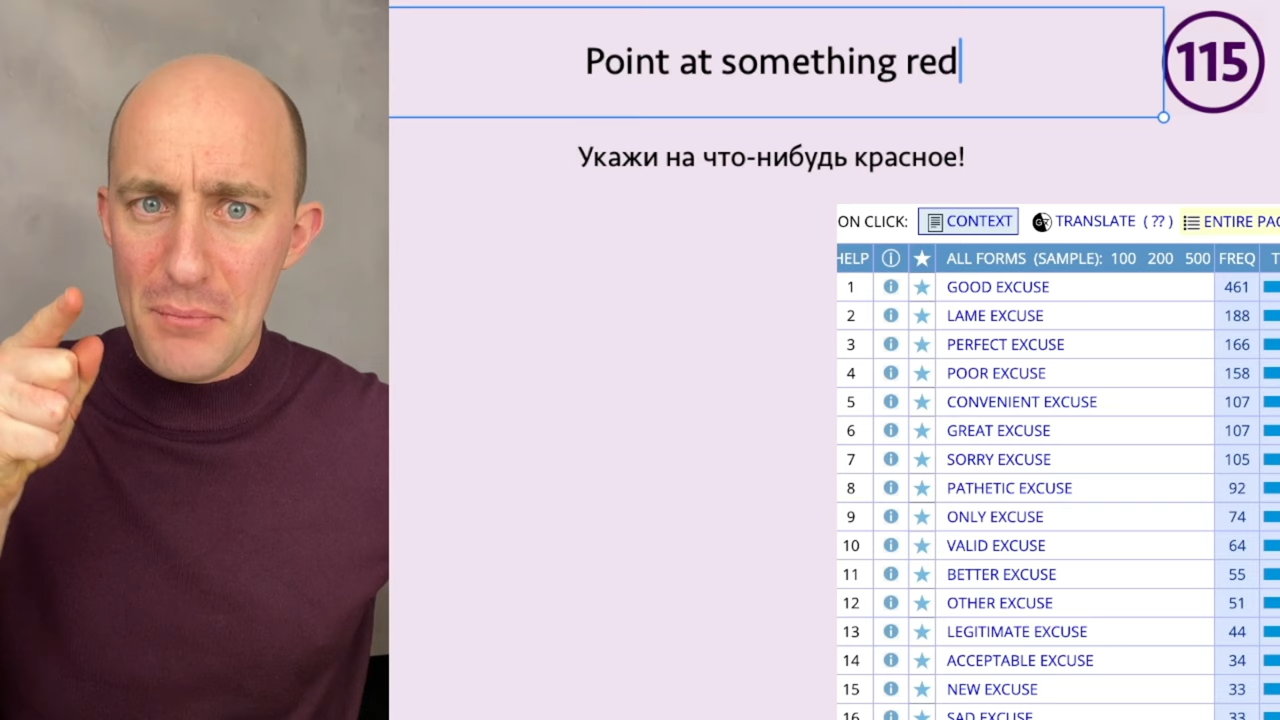 Point at something red
115
Укажи на что-нибудь красное!
ON CLICK: CONTEXT TRANSLATE (??) ENTIRE PAG
HELP ALL FORMS (SAMPLE): 100 200 500 FREQ T
1 GOOD EXCUSE 461
2 LAME EXCUSE 188
3 PERFECT EXCUSE 166
4 POOR EXCUSE 158
5 CONVENIENT EXCUSE 107
6 GREAT EXCUSE 107
7 SORRY EXCUSE 105
8 PATHETIC EXCUSE 92
9 ONLY EXCUSE 74
10 VALID EXCUSE 64
11 BETTER EXCUSE 55
12 OTHER EXCUSE 51
13 LEGITIMATE EXCUSE 44
14 ACCEPTABLE EXCUSE 34
15 NEW EXCUSE 33
16 SAD EXCUSE 33